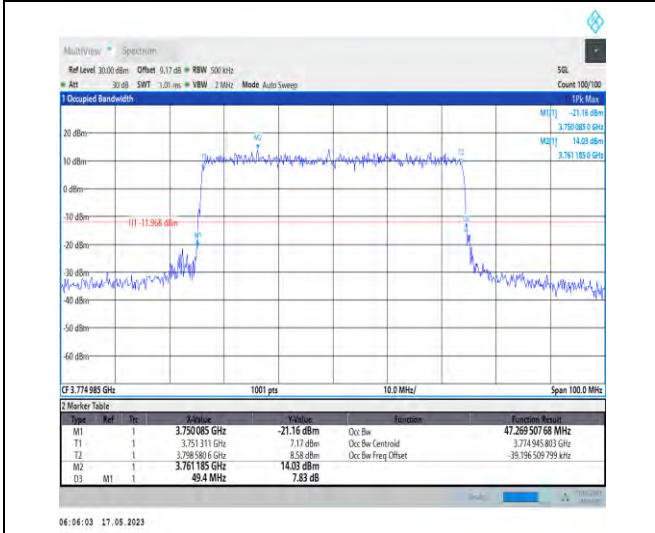 MultiView Spectrum
Ref Level 30.00 dBm Offset 9.17 dB RBW 500 kHz SGL
Att 30 dB SWT 1.01 ms VBW 2 MHz Mode Auto Sweep Count 100/100
1 Occupied Bandwidth 1Pk Max
M1[1] -21.16 dBm
3.750 085 0 GHz
M2[1] 14.03 dBm
3.761 185 0 GHz
20 dBm
M2
10 dBm
T2
0 dBm
-10 dBm
H1 -11.968 dBm
-30 dBm
-40 dBm
-50 dBm
-60 dBm
CF 3.774 985 GHz 1001 pts 10.0 MHz/ Span 100.0 MHz
2 Marker Table
Type Ref Trc X-Value Y-Value Function Function Result
M1 1 3.750 085 GHz -21.16 dBm Occ Bw 47.269 507 68 MHz
T1 1 3.751 311 GHz 7.17 dBm Occ Bw Centroid 3.774 945 803 GHz
T2 1 3.798 580 6 GHz 8.58 dBm Occ Bw Freq Offset -39.196 509 799 kHz
M2 1 3.761 185 GHz 14.03 dBm
D3 M1 1 49.4 MHz 7.83 dB
06:06:03 17.05.2023